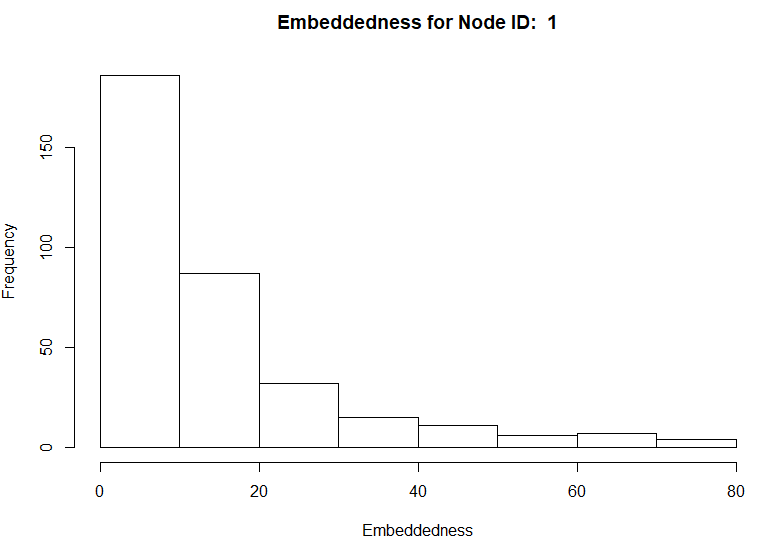 Embeddedness for Node ID:  1
Frequency
150
100
50
0
0 20 40 60 80
Embeddedness